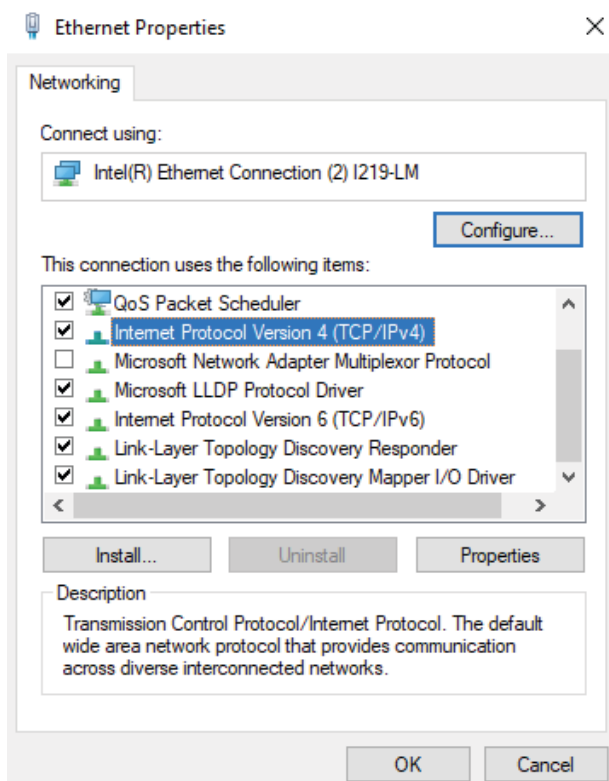 Ethernet Properties
Networking
Connect using:
Intel(R) Ethernet Connection (2) I219-LM
Configure...
This connection uses the following items:
QoS Packet Scheduler
Internet Protocol Version 4 (TCP/IPv4)
Microsoft Network Adapter Multiplexor Protocol
Microsoft LLDP Protocol Driver
Internet Protocol Version 6 (TCP/IPv6)
Link-Layer Topology Discovery Responder
Link-Layer Topology Discovery Mapper I/O Driver
Install...
Uninstall
Properties
Description
Transmission Control Protocol/Internet Protocol. The default
wide area network protocol that provides communication
across diverse interconnected networks.
OK
Cancel